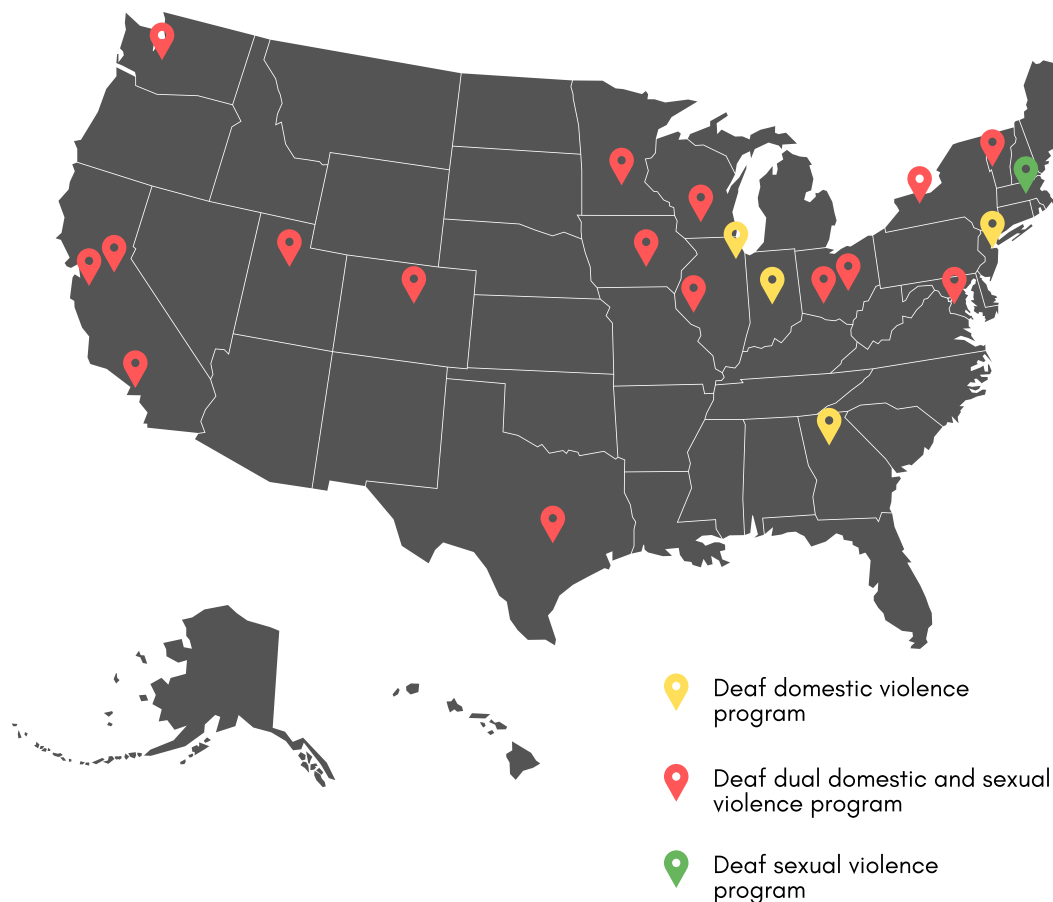 Deaf domestic violence
program
Deaf dual domestic and sexual
violence program
Deaf sexual violence
program